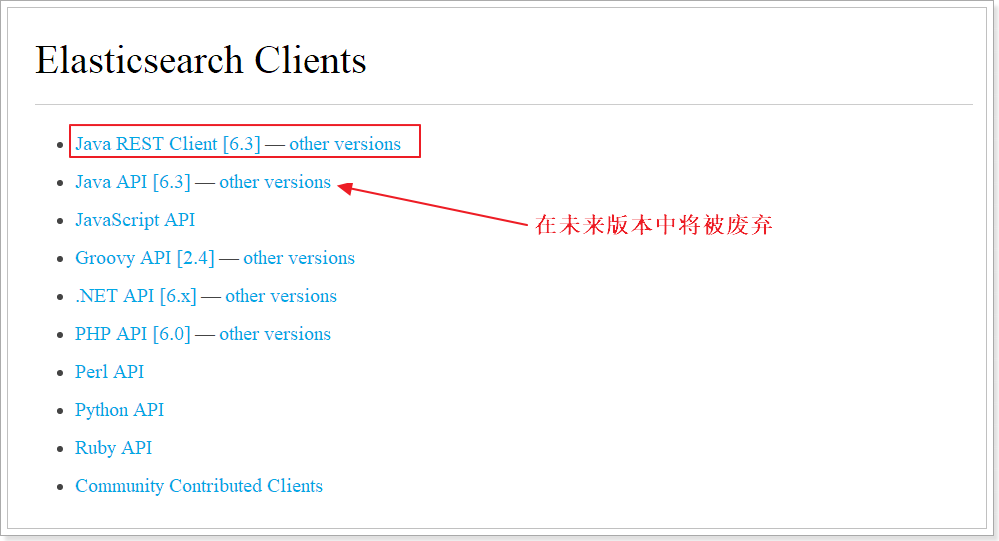 Elasticsearch Clients
Java REST Client [6.3] — other versions
Java API [6.3] — other versions
在未来版本中将被废弃
JavaScript API
Groovy API [2.4] — other versions
.NET API [6.x] — other versions
PHP API [6.0] — other versions
Perl API
Python API
Ruby API
Community Contributed Clients